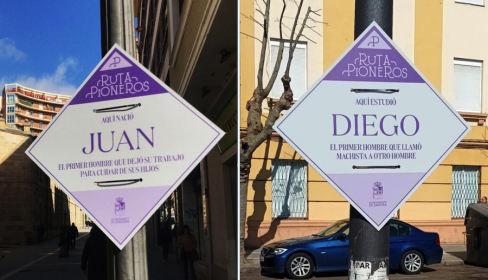 RUTA
PIONEROS
AQUÍ NACIÓ
JUAN
EL PRIMER HOMBRE QUE DEJÓ SU TRABAJO
PARA CUIDAR DE SUS HIJOS
RUTA
PIONEROS
AQUÍ ESTUDIÓ
DIEGO
EL PRIMER HOMBRE QUE LLAMÓ
MACHISTA A OTRO HOMBRE